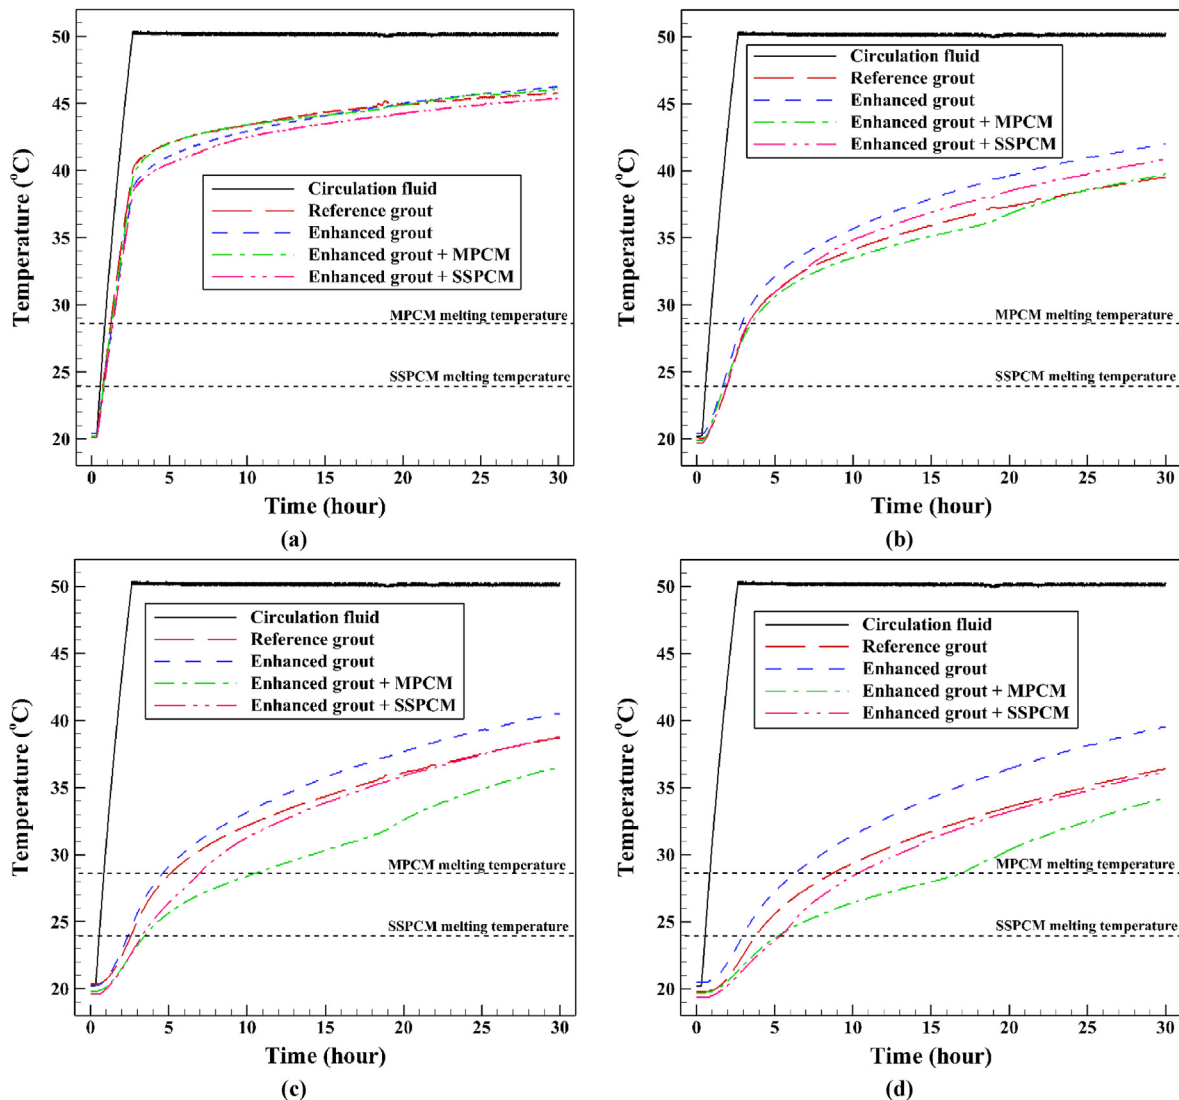 50
45
40
35
30
25
20
Temperature (°C)
Circulation fluid
Reference grout
Enhanced grout
Enhanced grout + MPCM
Enhanced grout + SSPCM
MPCM melting temperature
SSPCM melting temperature
0 5 10 15 20 25 30
Time (hour)
(a)
50
45
40
35
30
25
20
Temperature (°C)
Circulation fluid
Reference grout
Enhanced grout
Enhanced grout + MPCM
Enhanced grout + SSPCM
MPCM melting temperature
SSPCM melting temperature
0 5 10 15 20 25 30
Time (hour)
(b)
50
45
40
35
30
25
20
Temperature (°C)
Circulation fluid
Reference grout
Enhanced grout
Enhanced grout + MPCM
Enhanced grout + SSPCM
MPCM melting temperature
SSPCM melting temperature
0 5 10 15 20 25 30
Time (hour)
(c)
50
45
40
35
30
25
20
Temperature (°C)
Circulation fluid
Reference grout
Enhanced grout
Enhanced grout + MPCM
Enhanced grout + SSPCM
MPCM melting temperature
SSPCM melting temperature
0 5 10 15 20 25 30
Time (hour)
(d)